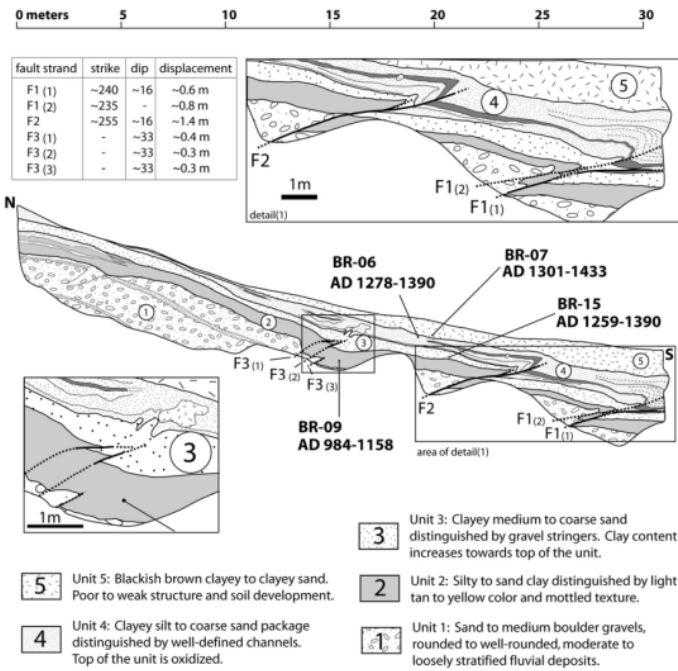 0 meters 5 10 15 20 25 30
fault strand strike dip displacement
F1 (1) ~240 ~16 ~0.6 m
F1 (2) ~235 - ~0.8 m
F2 ~255 ~16 ~1.4 m
F3 (1) - ~33 ~0.4 m
F3 (2) - ~33 ~0.3 m
F3 (3) - ~33 ~0.3 m
5
4
F2
F1(2)
F1(1)
1m
detail(1)
N
BR-06
AD 1278-1390
BR-07
AD 1301-1433
BR-15
AD 1259-1390
S
1
2
3
4
5
F3 (1)
F3 (2)
F3 (3)
F2
F1(2)
F1(1)
BR-09
AD 984-1158
area of detail(1)
3
1m
5
Unit 5: Blackish brown clayey to clayey sand.
Poor to weak structure and soil development.
4
Unit 4: Clayey silt to coarse sand package
distinguished by well-defined channels.
Top of the unit is oxidized.
3
Unit 3: Clayey medium to coarse sand
distinguished by gravel stringers. Clay content
increases towards top of the unit.
2
Unit 2: Silty to sand clay distinguished by light
tan to yellow color and mottled texture.
1
Unit 1: Sand to medium boulder gravels,
rounded to well-rounded, moderate to
loosely stratified fluvial deposits.